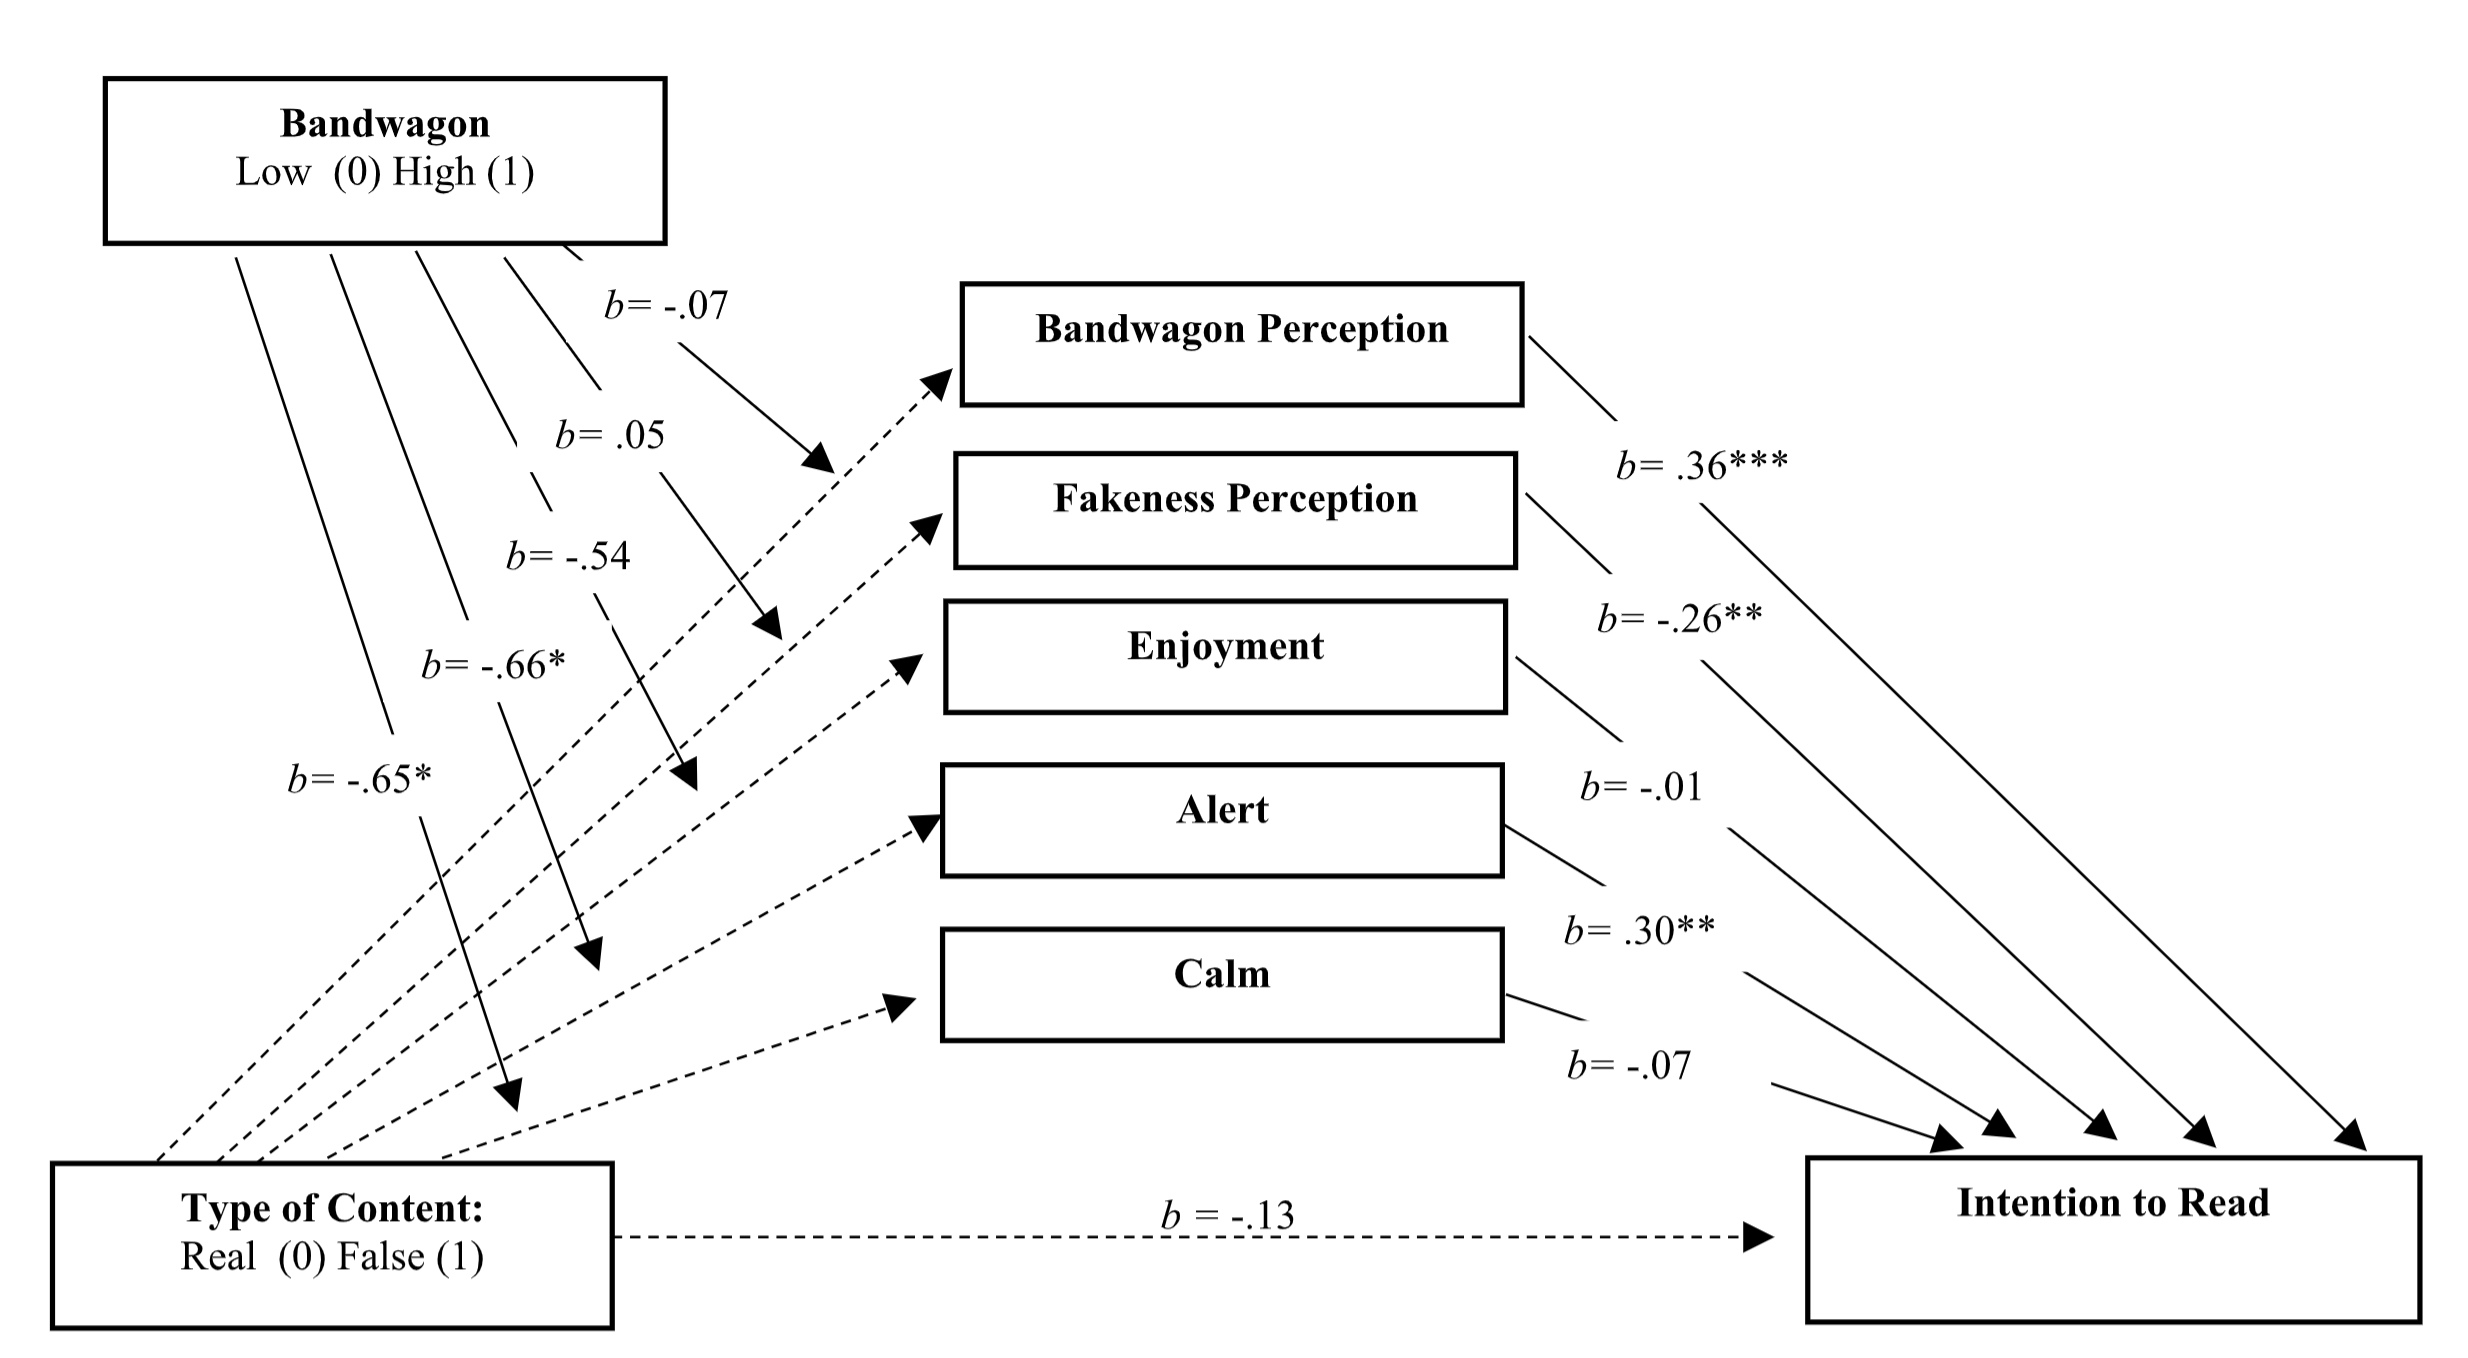 Bandwagon
Low (0) High (1)
b= -.07
Bandwagon Perception
b= .05
b= .36***
Fakeness Perception
b= -.54
b= -.26**
Enjoyment
b= -.66*
b= -.65*
b= -.01
Alert
b= .30**
Calm
b= -.07
Type of Content:
Real (0) False (1)
b = -.13
Intention to Read